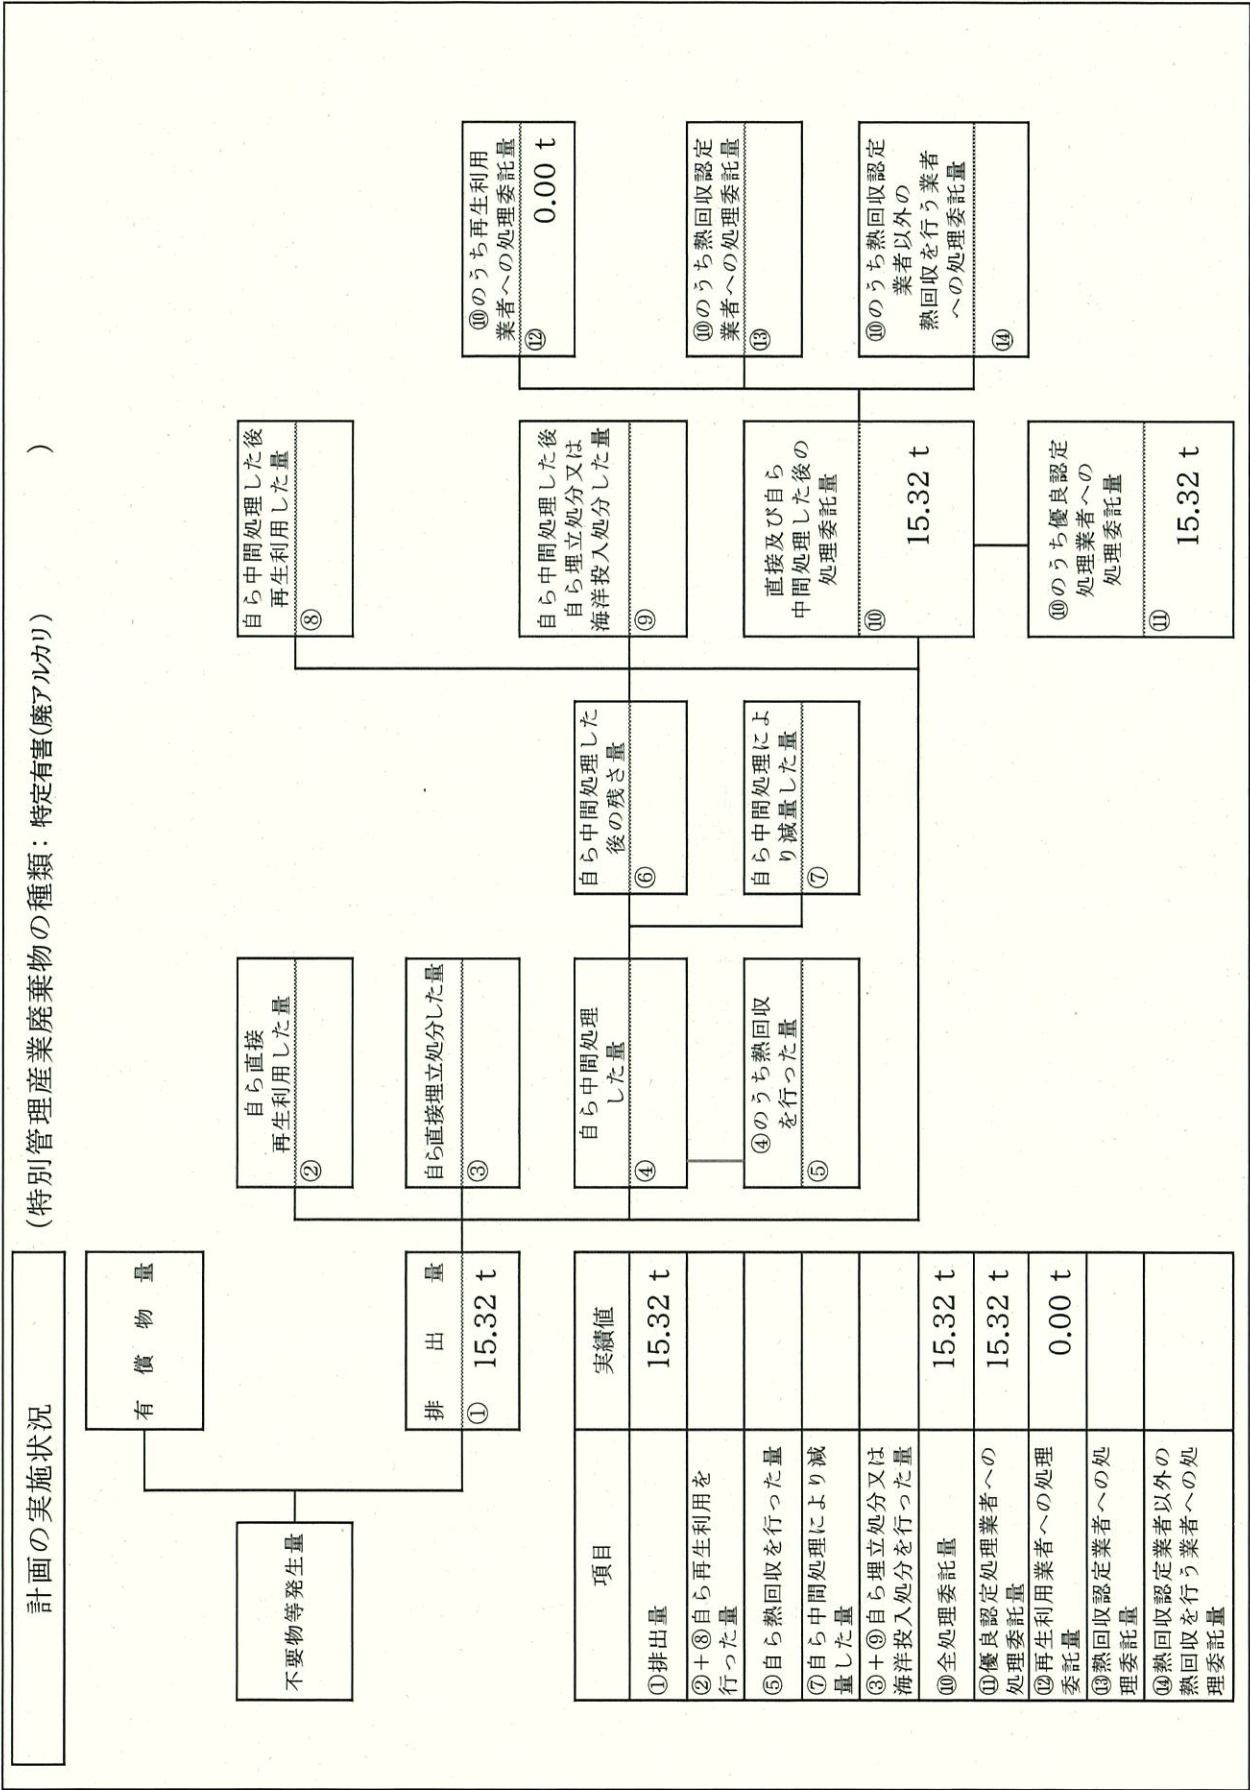 計画の実施状況
(特別管理産業廃棄物の種類：特定有害(廃アルカリ)　　　　　)
有償物量
不要物等発生量
排出量
① 15.32 t
自ら直接
再生利用した量
②
自ら直接埋立処分した量
③
自ら中間処理
した量
④
④のうち熱回収
を行った量
⑤
自ら中間処理した
後の残さ量
⑥
自ら中間処理によ
り減量した量
⑦
自ら中間処理した後
再生利用した量
⑧
自ら中間処理した後
自ら埋立処分又は
海洋投入処分した量
⑨
直接及び自ら
中間処理した後の
処理委託量
⑩
15.32 t
⑩のうち優良認定
処理業者への
処理委託量
⑪
15.32 t
⑩のうち再生利用
業者への処理委託量
⑫
0.00 t
⑩のうち熱回収認定
業者への処理委託量
⑬
⑩のうち熱回収認定
業者以外の
熱回収を行う業者
への処理委託量
⑭
項目 実績値
①排出量 15.32 t
②＋⑧自ら再生利用を
行った量
⑤自ら熱回収を行った量
⑦自ら中間処理により減
量した量
③＋⑨自ら埋立処分又は
海洋投入処分を行った量
⑩全処理委託量 15.32 t
⑪優良認定処理業者への
処理委託量 15.32 t
⑫再生利用業者への処理
委託量 0.00 t
⑬熱回収認定業者への処
理委託量
⑭熱回収認定業者以外の
熱回収を行う業者への処
理委託量